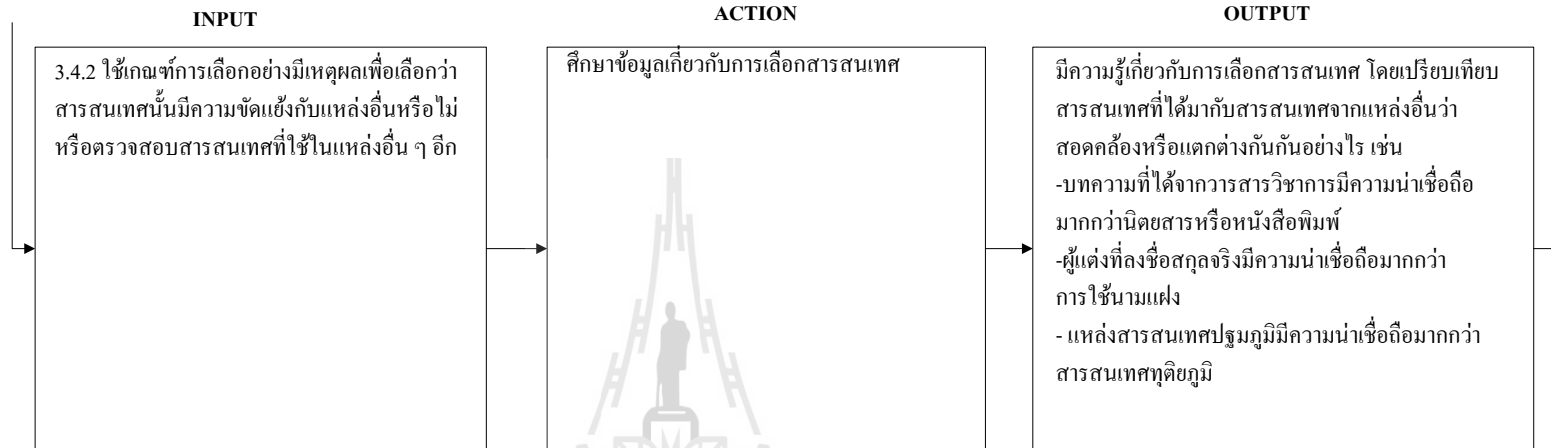 INPUT
3.4.2 ใช้เกณฑ์การเลือกอย่างมีเหตุผลเพื่อเลือกว่า
สารสนเทศนั้นมีความขัดแย้งกับแหล่งอื่นหรือไม่
หรือตรวจสอบสารสนเทศที่ใช้ในแหล่งอื่น ๆ อีก
ACTION
ศึกษาข้อมูลเกี่ยวกับการเลือกสารสนเทศ
OUTPUT
มีความรู้เกี่ยวกับการเลือกสารสนเทศ โดยเปรียบเทียบ
สารสนเทศที่ได้มากับสารสนเทศจากแหล่งอื่นว่า
สอดคล้องหรือแตกต่างกันกันอย่างไร เช่น
-บทความที่ได้จากวารสารวิชาการมีความน่าเชื่อถือ
มากกว่านิตยสารหรือหนังสือพิมพ์
-ผู้แต่งที่ลงชื่อสกุลจริงมีความน่าเชื่อถือมากกว่า
การใช้นามแฝง
- แหล่งสารสนเทศปฐมภูมิมีความน่าเชื่อถือมากกว่า
สารสนเทศทุติยภูมิ